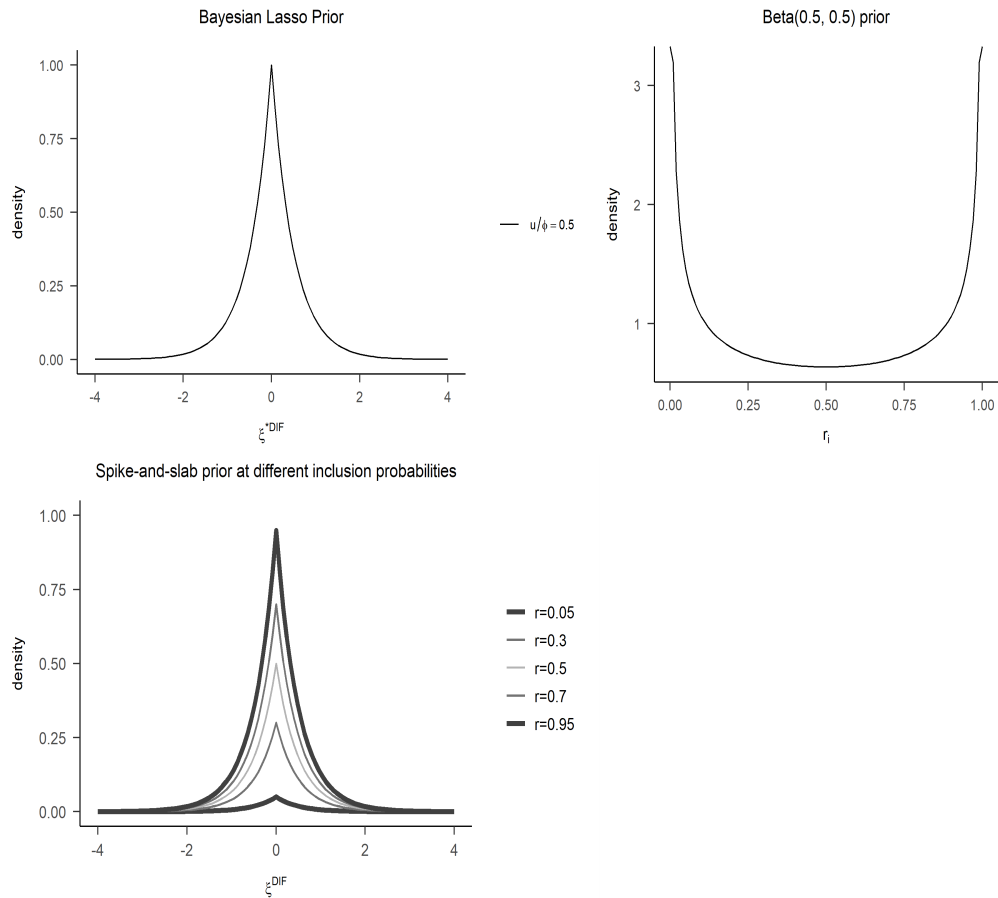 Bayesian Lasso Prior
1.00
0.75
0.50
0.25
0.00
density
-4
-2
0
2
4
ξ*DIF
u/ϕ = 0.5
Beta(0.5, 0.5) prior
3
2
1
density
0.00
0.25
0.50
0.75
1.00
ri
Spike-and-slab prior at different inclusion probabilities
1.00
0.75
0.50
0.25
0.00
density
-4
-2
0
2
4
ξDIF
r=0.05
r=0.3
r=0.5
r=0.7
r=0.95